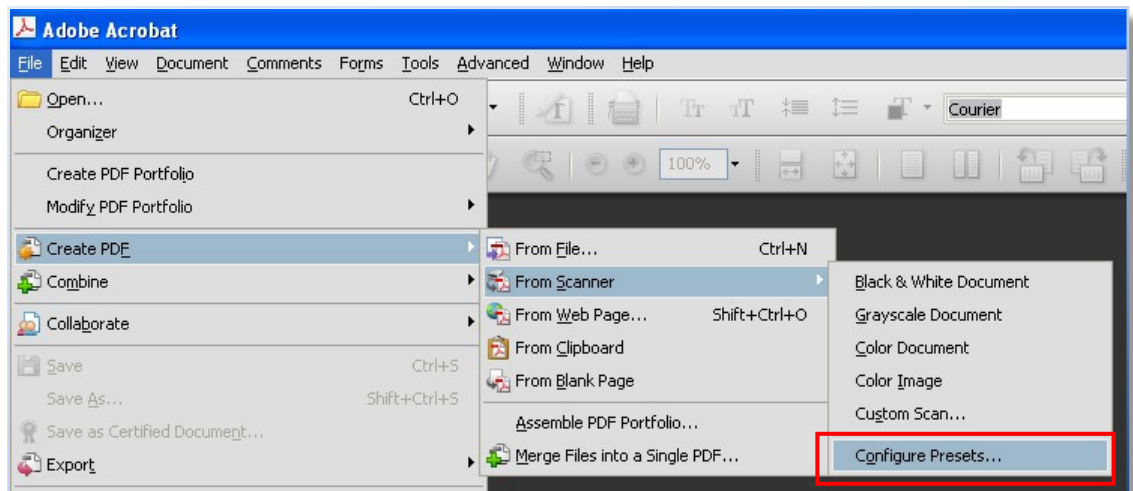 Adobe Acrobat
File Edit View Document Comments Forms Tools Advanced Window Help
Open... Ctrl+O
Courier
Organizer
100%
Create PDF Portfolio
Modify PDF Portfolio
Create PDF
From File... Ctrl+N
Combine
From Scanner
Black & White Document
Collaborate
From Web Page... Shift+Ctrl+O
Grayscale Document
From Clipboard
Color Document
Save Ctrl+S
From Blank Page
Color Image
Save As... Shift+Ctrl+S
Custom Scan...
Assemble PDF Portfolio...
Save as Certified Document...
Merge Files into a Single PDF...
Configure Presets...
Export